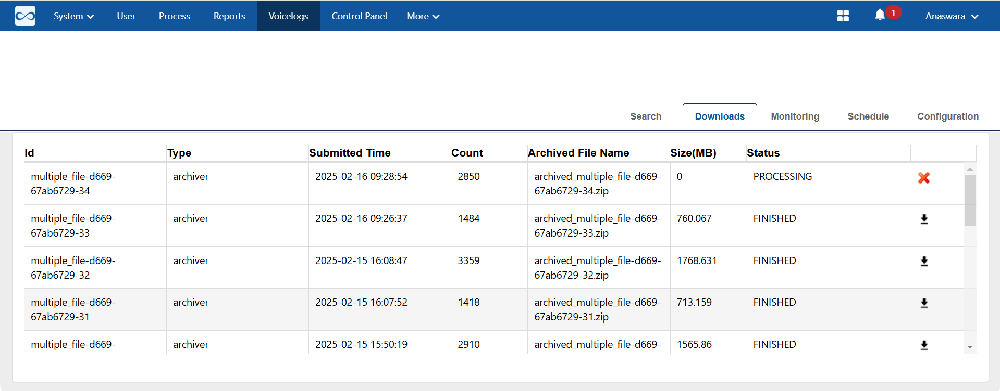 System User Process Reports Voicelogs Control Panel More 1 Anaswara
Search Downloads Monitoring Schedule Configuration
Id Type Submitted Time Count Archived File Name Size(MB) Status
multiple_file-d669- archiver 2025-02-16 09:28:54 2850 archived_multiple_file-d669- 0 PROCESSING
67ab6729-34 67ab6729-34.zip
multiple_file-d669- archiver 2025-02-16 09:26:37 1484 archived_multiple_file-d669- 760.067 FINISHED
67ab6729-33 67ab6729-33.zip
multiple_file-d669- archiver 2025-02-15 16:08:47 3359 archived_multiple_file-d669- 1768.631 FINISHED
67ab6729-32 67ab6729-32.zip
multiple_file-d669- archiver 2025-02-15 16:07:52 1418 archived_multiple_file-d669- 713.159 FINISHED
67ab6729-31 67ab6729-31.zip
multiple_file-d669- archiver 2025-02-15 15:50:19 2910 archived_multiple_file-d669- 1565.86 FINISHED